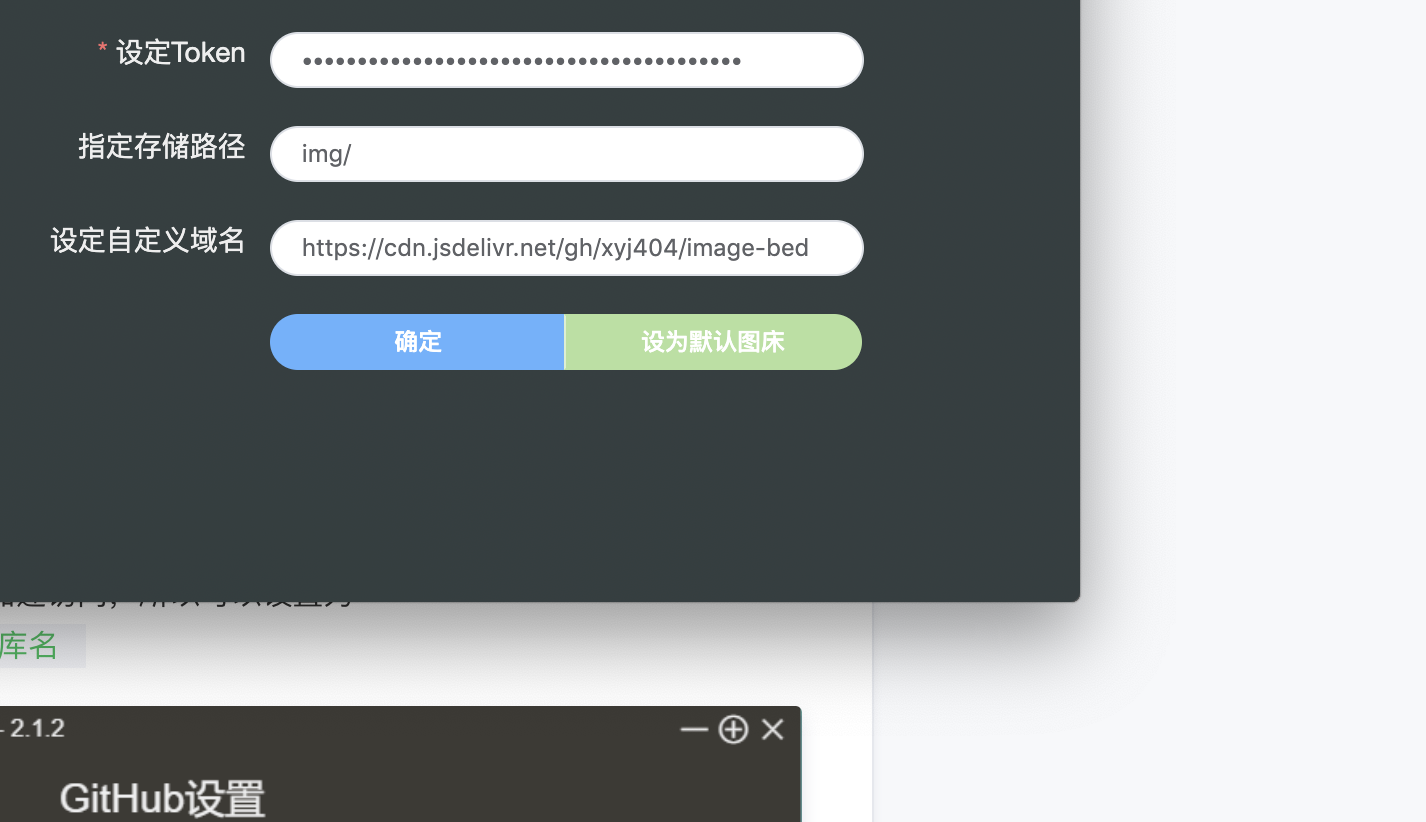 * 设定Token
指定存储路径
img/
设定自定义域名
https://cdn.jsdelivr.net/gh/xyj404/image-bed
确定
设为默认图床
库名
- 2.1.2
GitHub设置